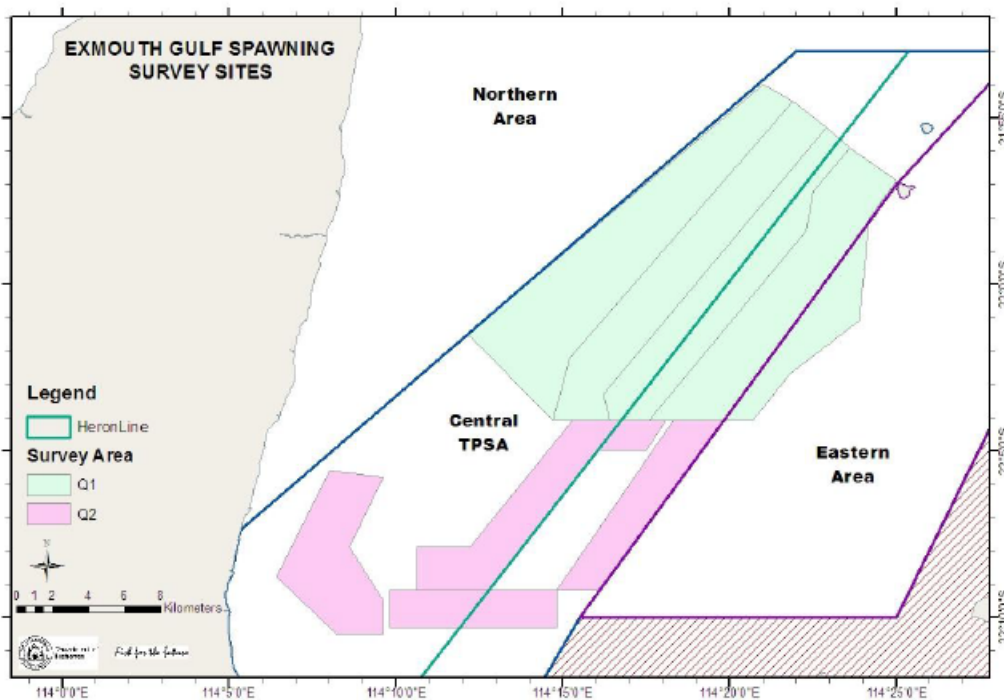 EXMOUTH GULF SPAWNING
SURVEY SITES
Northern
Area
Central
TPSA
Eastern
Area
Legend
HeronLine
Survey Area
Q1
Q2
N
0 1 2 4 6 8
Kilometers
Fish for the future
114°0'0"E 114°5'0"E 114°10'0"E 114°15'0"E 114°20'0"E 114°25'0"E